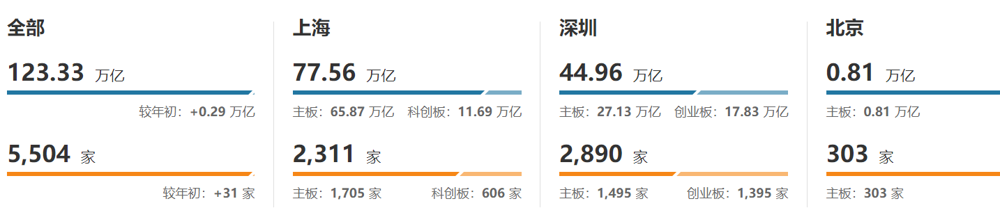 全部
123.33 万亿
较年初：+0.29 万亿
5,504 家
较年初：+31 家
上海
77.56 万亿
主板：65.87 万亿 科创板：11.69 万亿
2,311 家
主板：1,705 家 科创板：606 家
深圳
44.96 万亿
主板：27.13 万亿 创业板：17.83 万亿
2,890 家
主板：1,495 家 创业板：1,395 家
北京
0.81 万亿
主板：0.81 万亿
303 家
主板：303 家